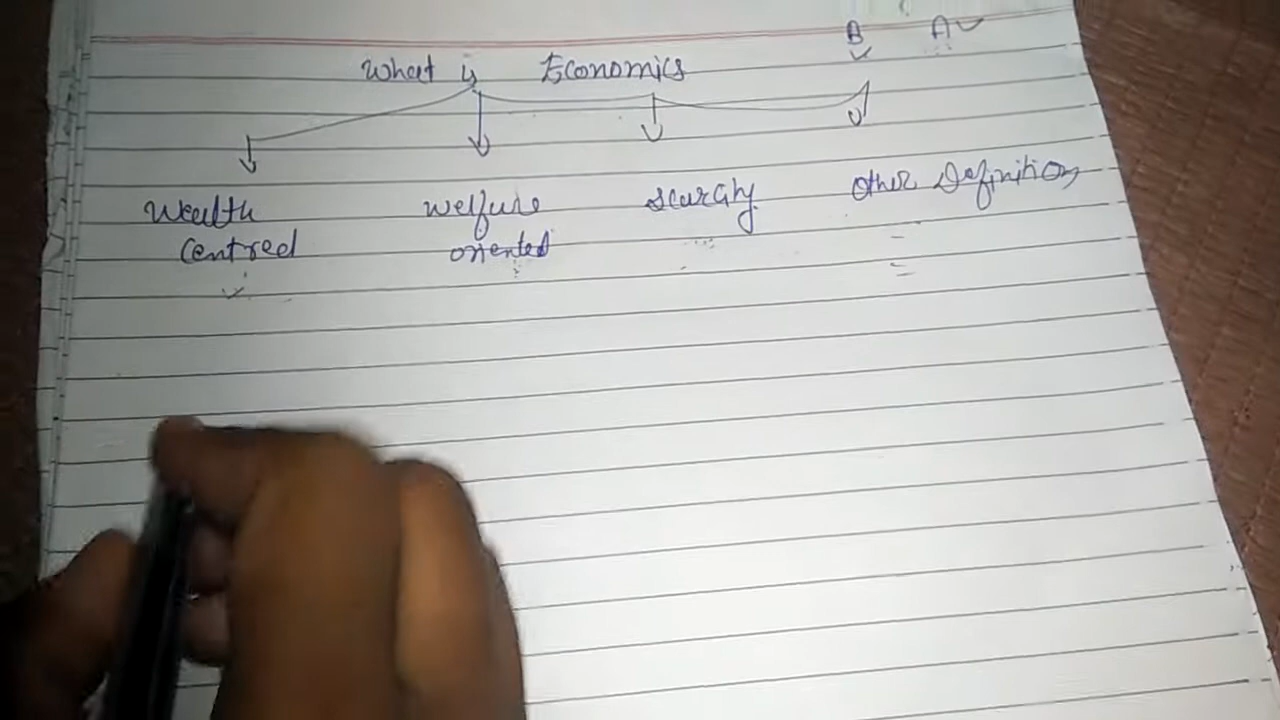 B A
What is Economics
Wealth Centred
Welfare oriented
Scarcity
Other Definition